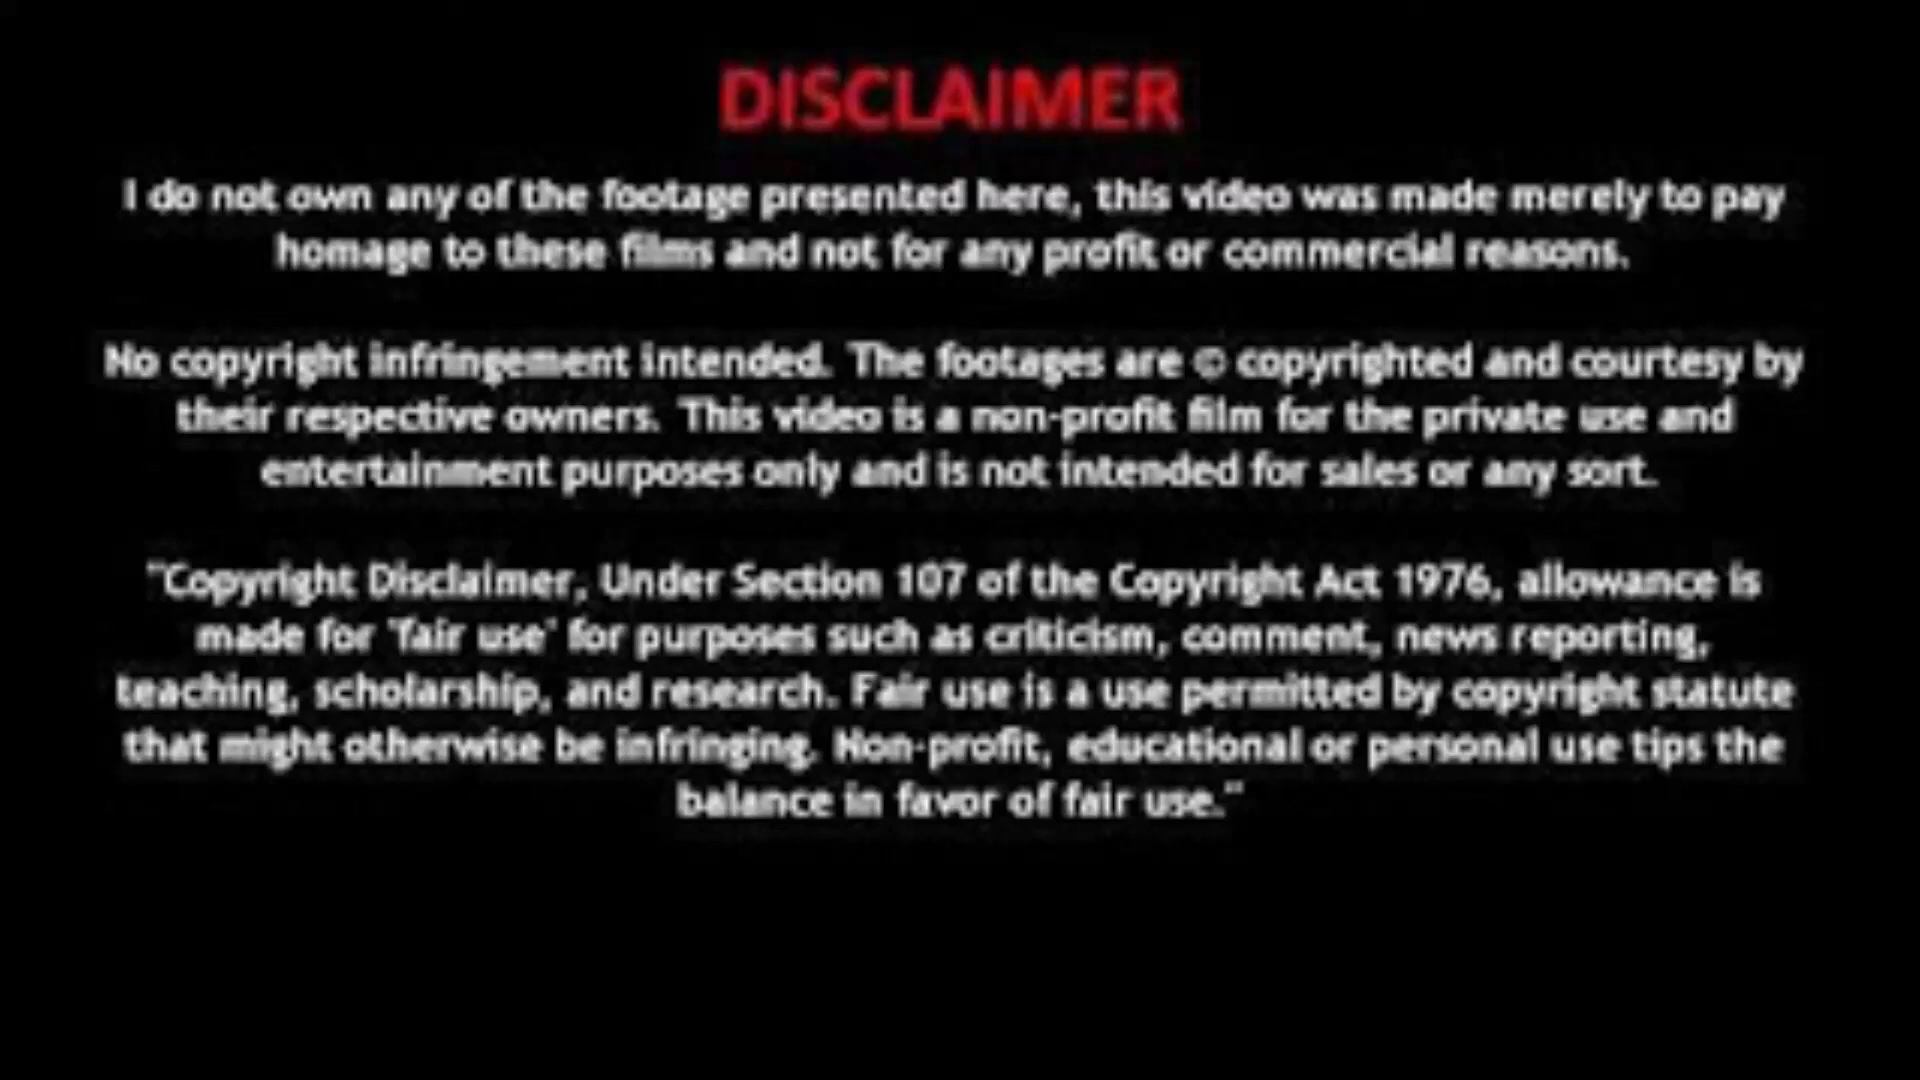 DISCLAIMER
I do not own any of the footage presented here, this video was made merely to pay
homage to these films and not for any profit or commercial reasons.
No copyright infringement intended. The footages are © copyrighted and courtesy by
their respective owners. This video is a non-profit film for the private use and
entertainment purposes only and is not intended for sales or any sort.
"Copyright Disclaimer, Under Section 107 of the Copyright Act 1976, allowance is
made for 'fair use' for purposes such as criticism, comment, news reporting,
teaching, scholarship, and research. Fair use is a use permitted by copyright statute
that might otherwise be infringing. Non-profit, educational or personal use tips the
balance in favor of fair use."